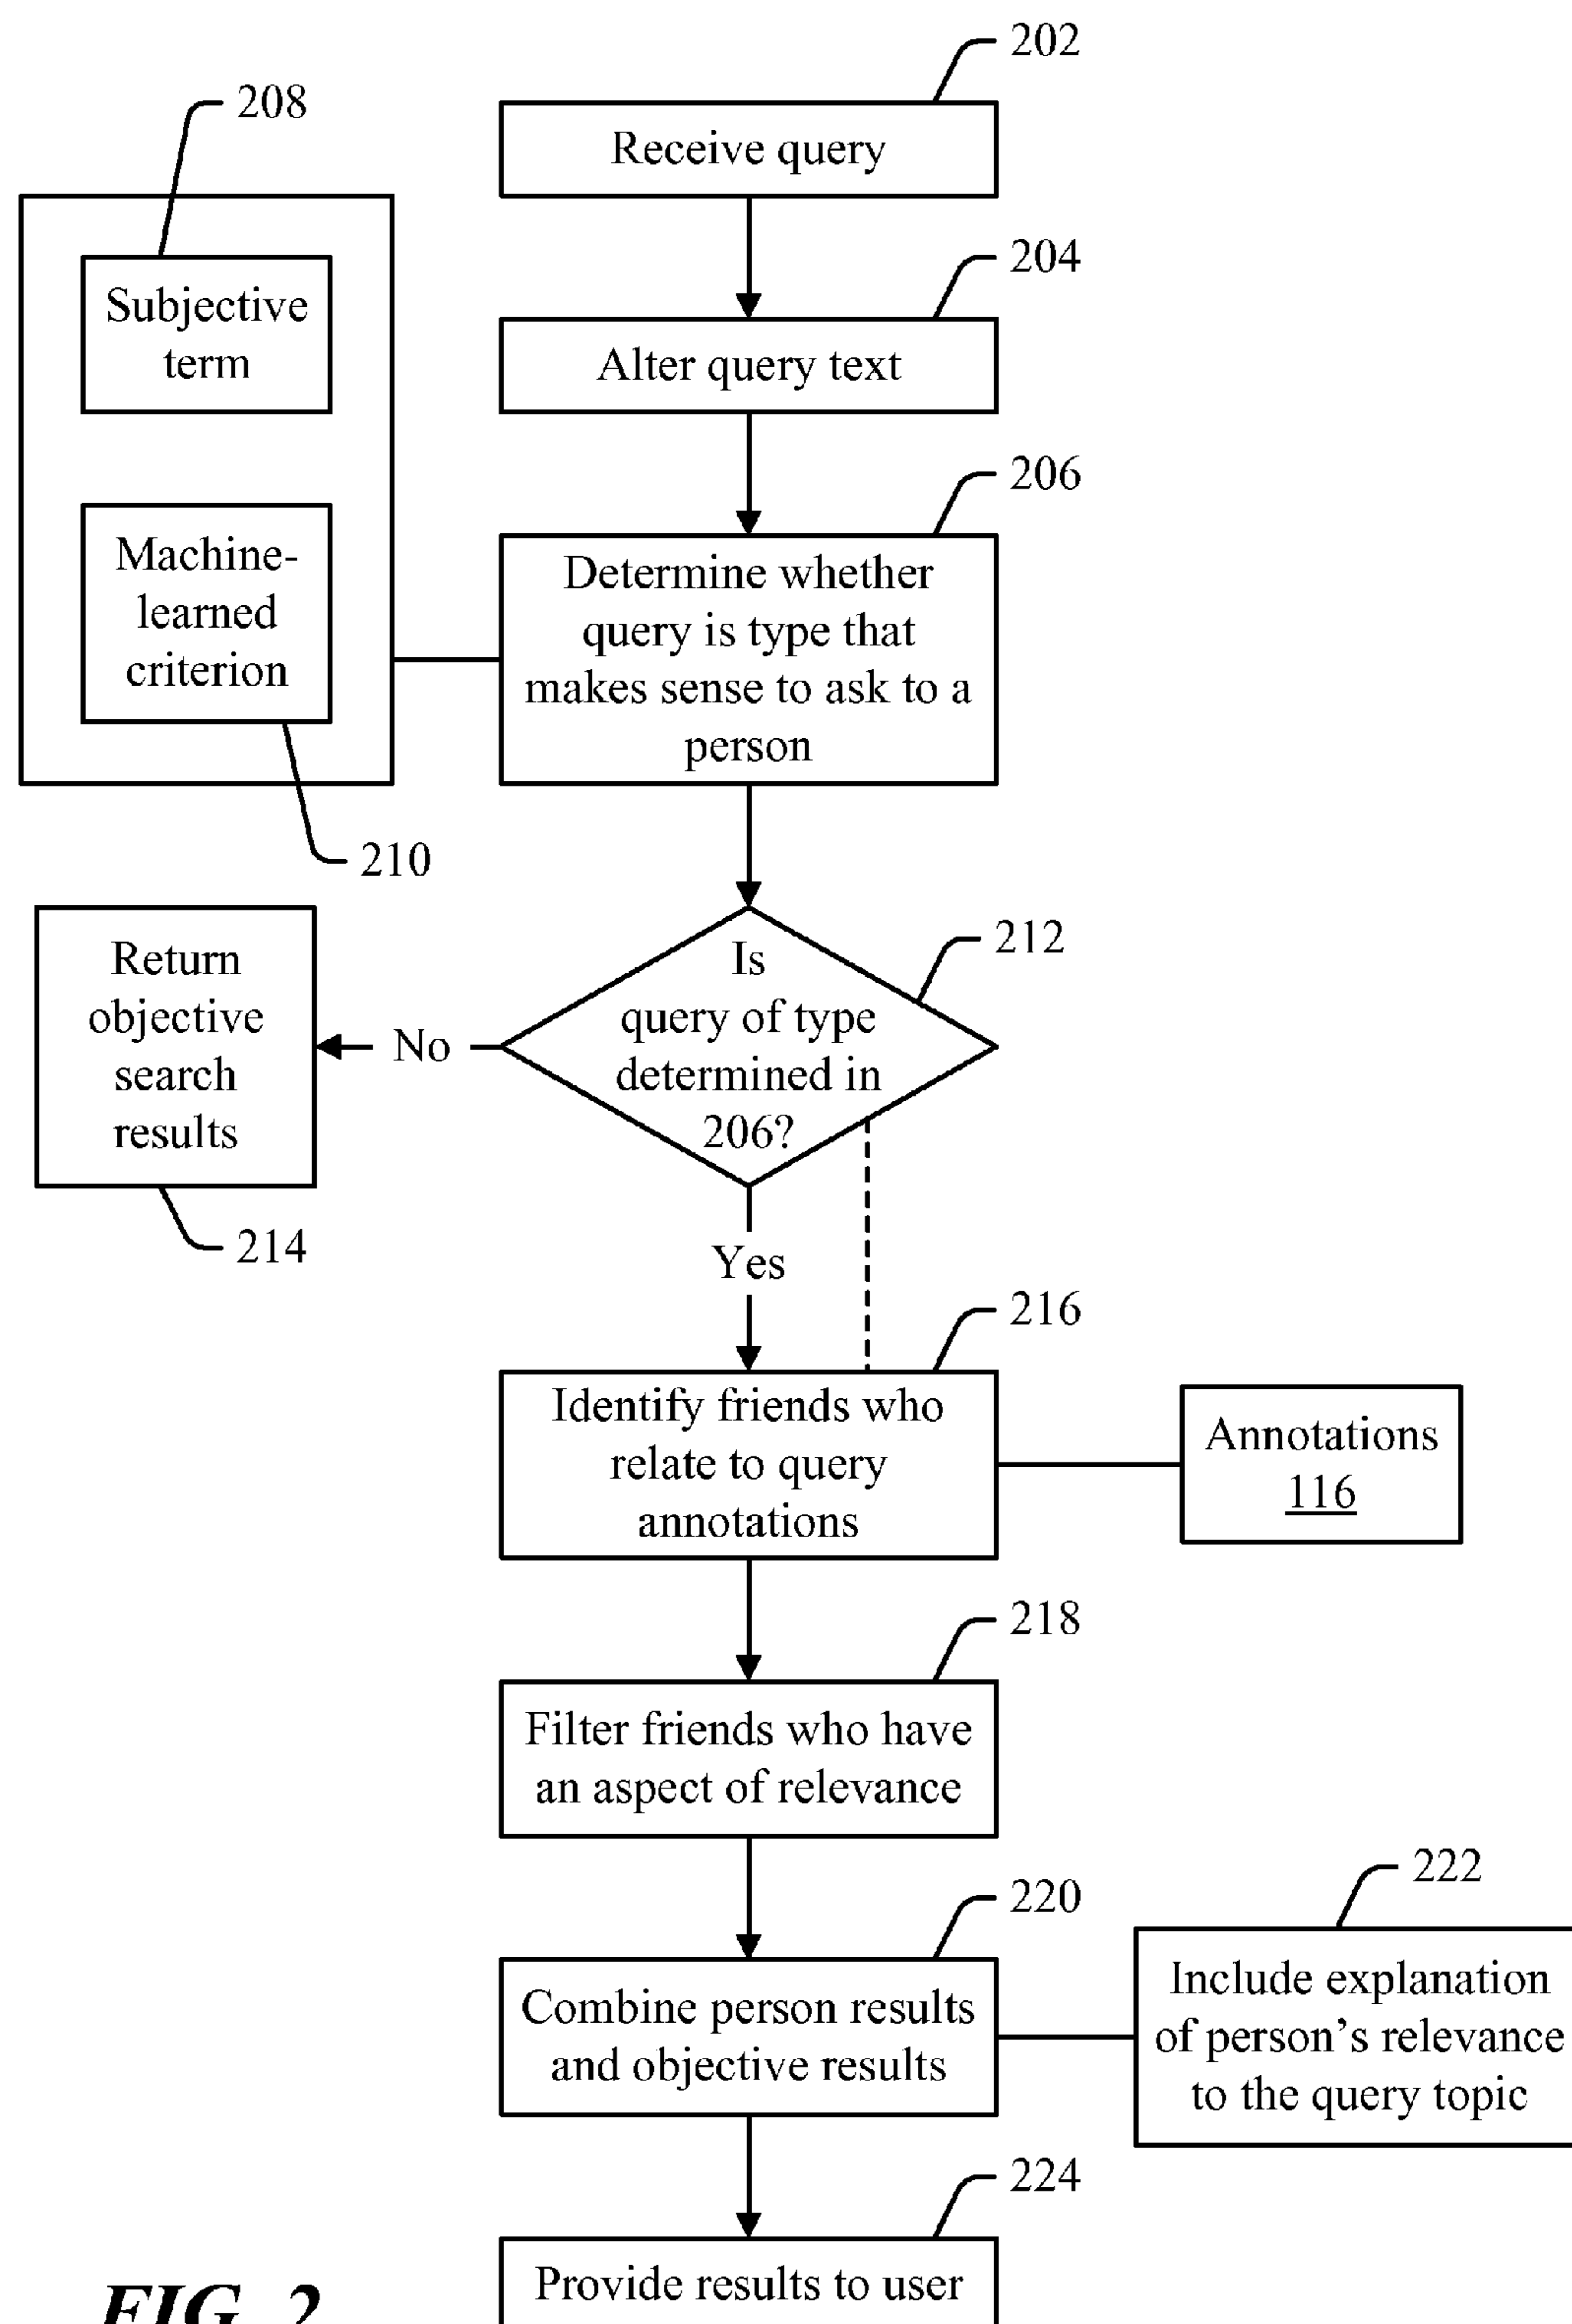 202
Receive query
208
204
Alter query text
Subjective
term
206
Machine-
learned
criterion
Determine whether
query is type that
makes sense to ask to a
person
210
212
Is
query of type
determined in
206?
No
Return
objective
search
results
214
Yes
216
Identify friends who
relate to query
annotations
Annotations
116
218
Filter friends who have
an aspect of relevance
220
Combine person results
and objective results
222
Include explanation
of person’s relevance
to the query topic
224
Provide results to user
FIG. 2